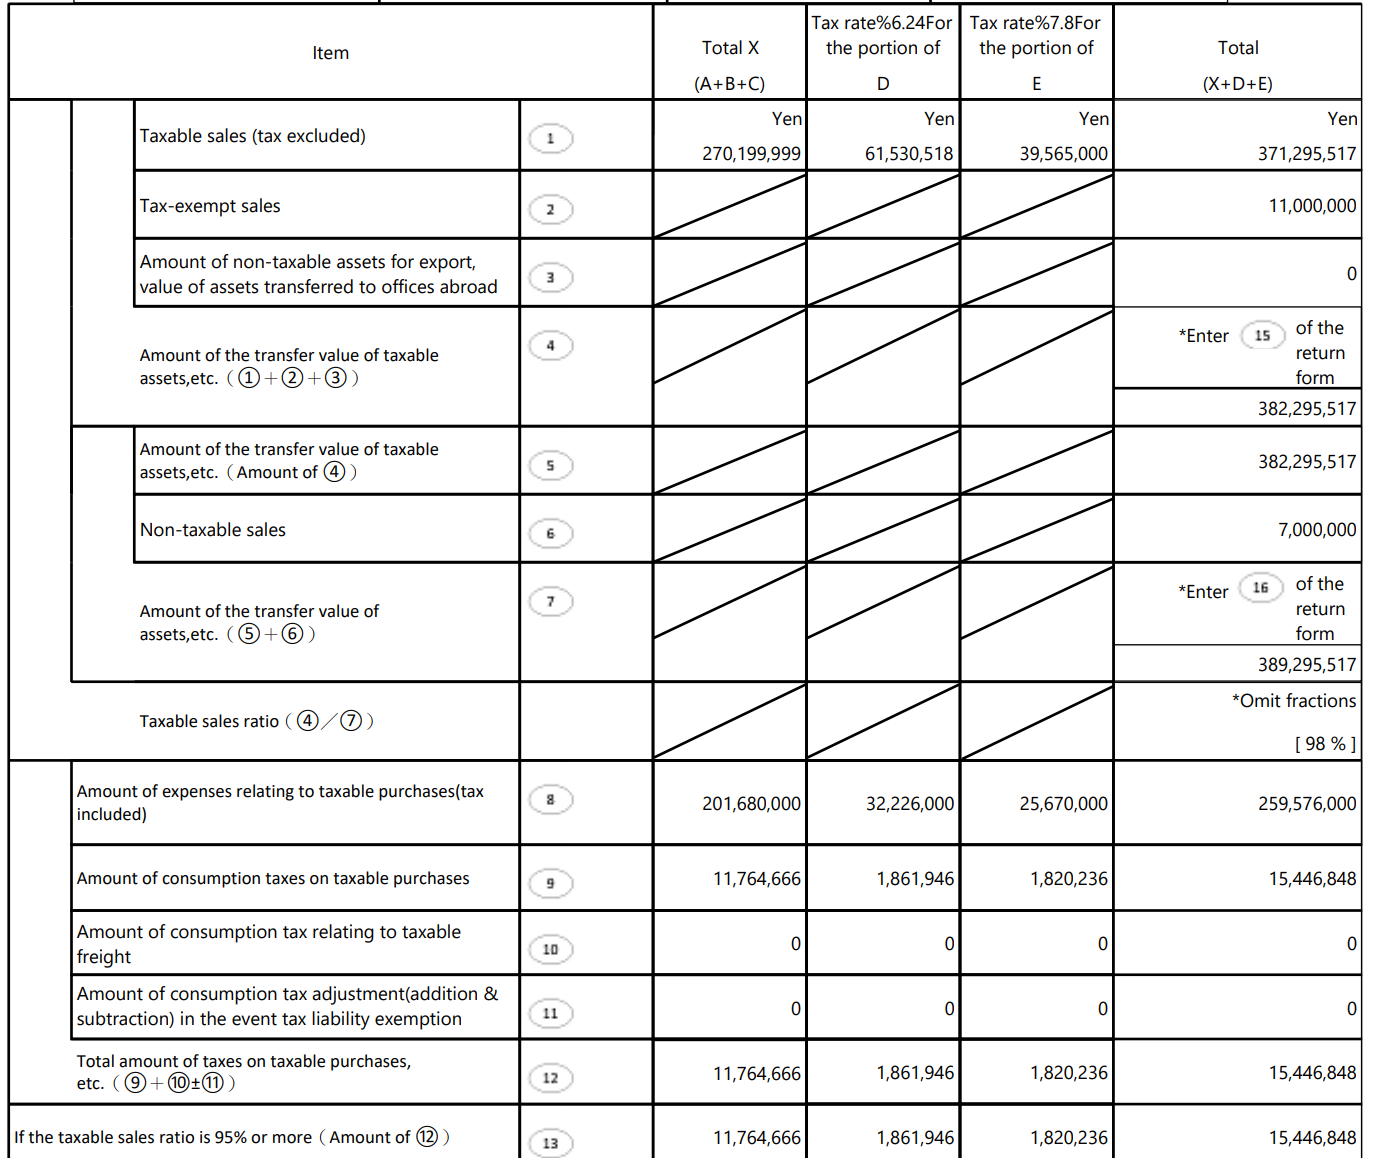 Item
Total X
(A+B+C)
Tax rate%6.24For
the portion of
D
Tax rate%7.8For
the portion of
E
Total
(X+D+E)
Taxable sales (tax excluded)
1
Yen
270,199,999
Yen
61,530,518
Yen
39,565,000
Yen
371,295,517
Tax-exempt sales
2
11,000,000
Amount of non-taxable assets for export,
value of assets transferred to offices abroad
3
0
Amount of the transfer value of taxable
assets,etc.（①＋②＋③）
4
*Enter 15 of the
return
form
382,295,517
Amount of the transfer value of taxable
assets,etc.（Amount of ④）
5
382,295,517
Non-taxable sales
6
7,000,000
Amount of the transfer value of
assets,etc.（⑤＋⑥）
7
*Enter 16 of the
return
form
389,295,517
Taxable sales ratio（④／⑦）
*Omit fractions
[ 98 % ]
Amount of expenses relating to taxable purchases(tax
included)
8
201,680,000
32,226,000
25,670,000
259,576,000
Amount of consumption taxes on taxable purchases
9
11,764,666
1,861,946
1,820,236
15,446,848
Amount of consumption tax relating to taxable
freight
10
0
0
0
0
Amount of consumption tax adjustment(addition &
subtraction) in the event tax liability exemption
11
0
0
0
0
Total amount of taxes on taxable purchases,
etc.（⑨＋⑩±⑪）
12
11,764,666
1,861,946
1,820,236
15,446,848
If the taxable sales ratio is 95% or more（Amount of ⑫）
13
11,764,666
1,861,946
1,820,236
15,446,848